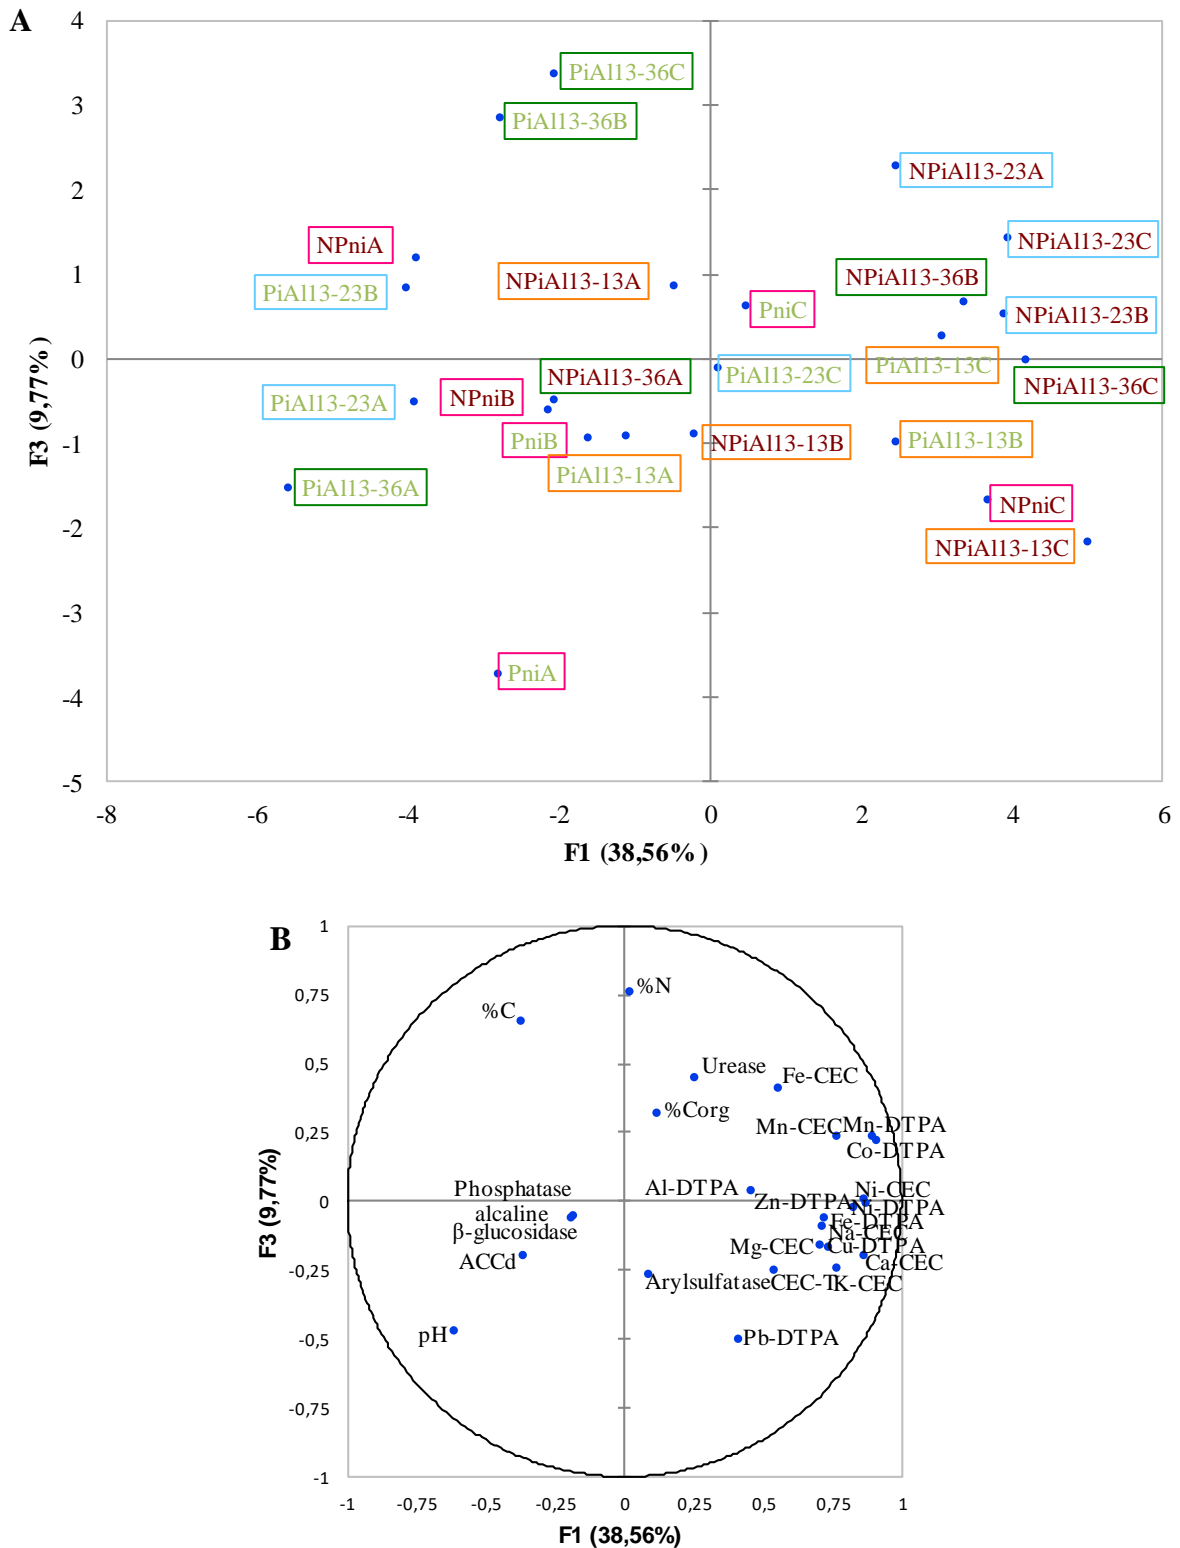 A
4
PiAl13-36C
3
PiAl13-36B
2
NPiAl13-23A
NPniA
NPiAl13-23C
1
PiAl13-23B
NPiAl13-13A
NPiAl13-36B
PniC
NPiAl13-23B
0
NPiAl13-36A
PiAl13-23C
PiAl13-13C
NPiAl13-36C
PiAl13-23A
NPniB
-1
PniB
NPiAl13-13B
PiAl13-13B
PiAl13-36A
PiAl13-13A
NPniC
-2
NPiAl13-13C
-3
PniA
-4
-5
F3 (9,77% )
-8 -6 -4 -2 0 2 4 6
F1 (38,56% )
B
1
%N
0,75
%C
0,5
Urease
Fe-CEC
%Corg
0,25
Mn-CEC Mn-DTPA
Co-DTPA
Al-DTPA
Ni-CEC
0
Phosphatase
alcaline
Zn-DTPA
Ni-DTPA
Fe-DTPA
β-glucosidase
Na-CEC
Mg-CEC Cu-DTPA
ACCd
Ca-CEC
-0,25
Arylsulfatase CEC-T K-CEC
pH
Pb-DTPA
-0,5
-0,75
-1
F3 (9,77%)
-1 -0,75 -0,5 -0,25 0 0,25 0,5 0,75 1
F1 (38,56%)